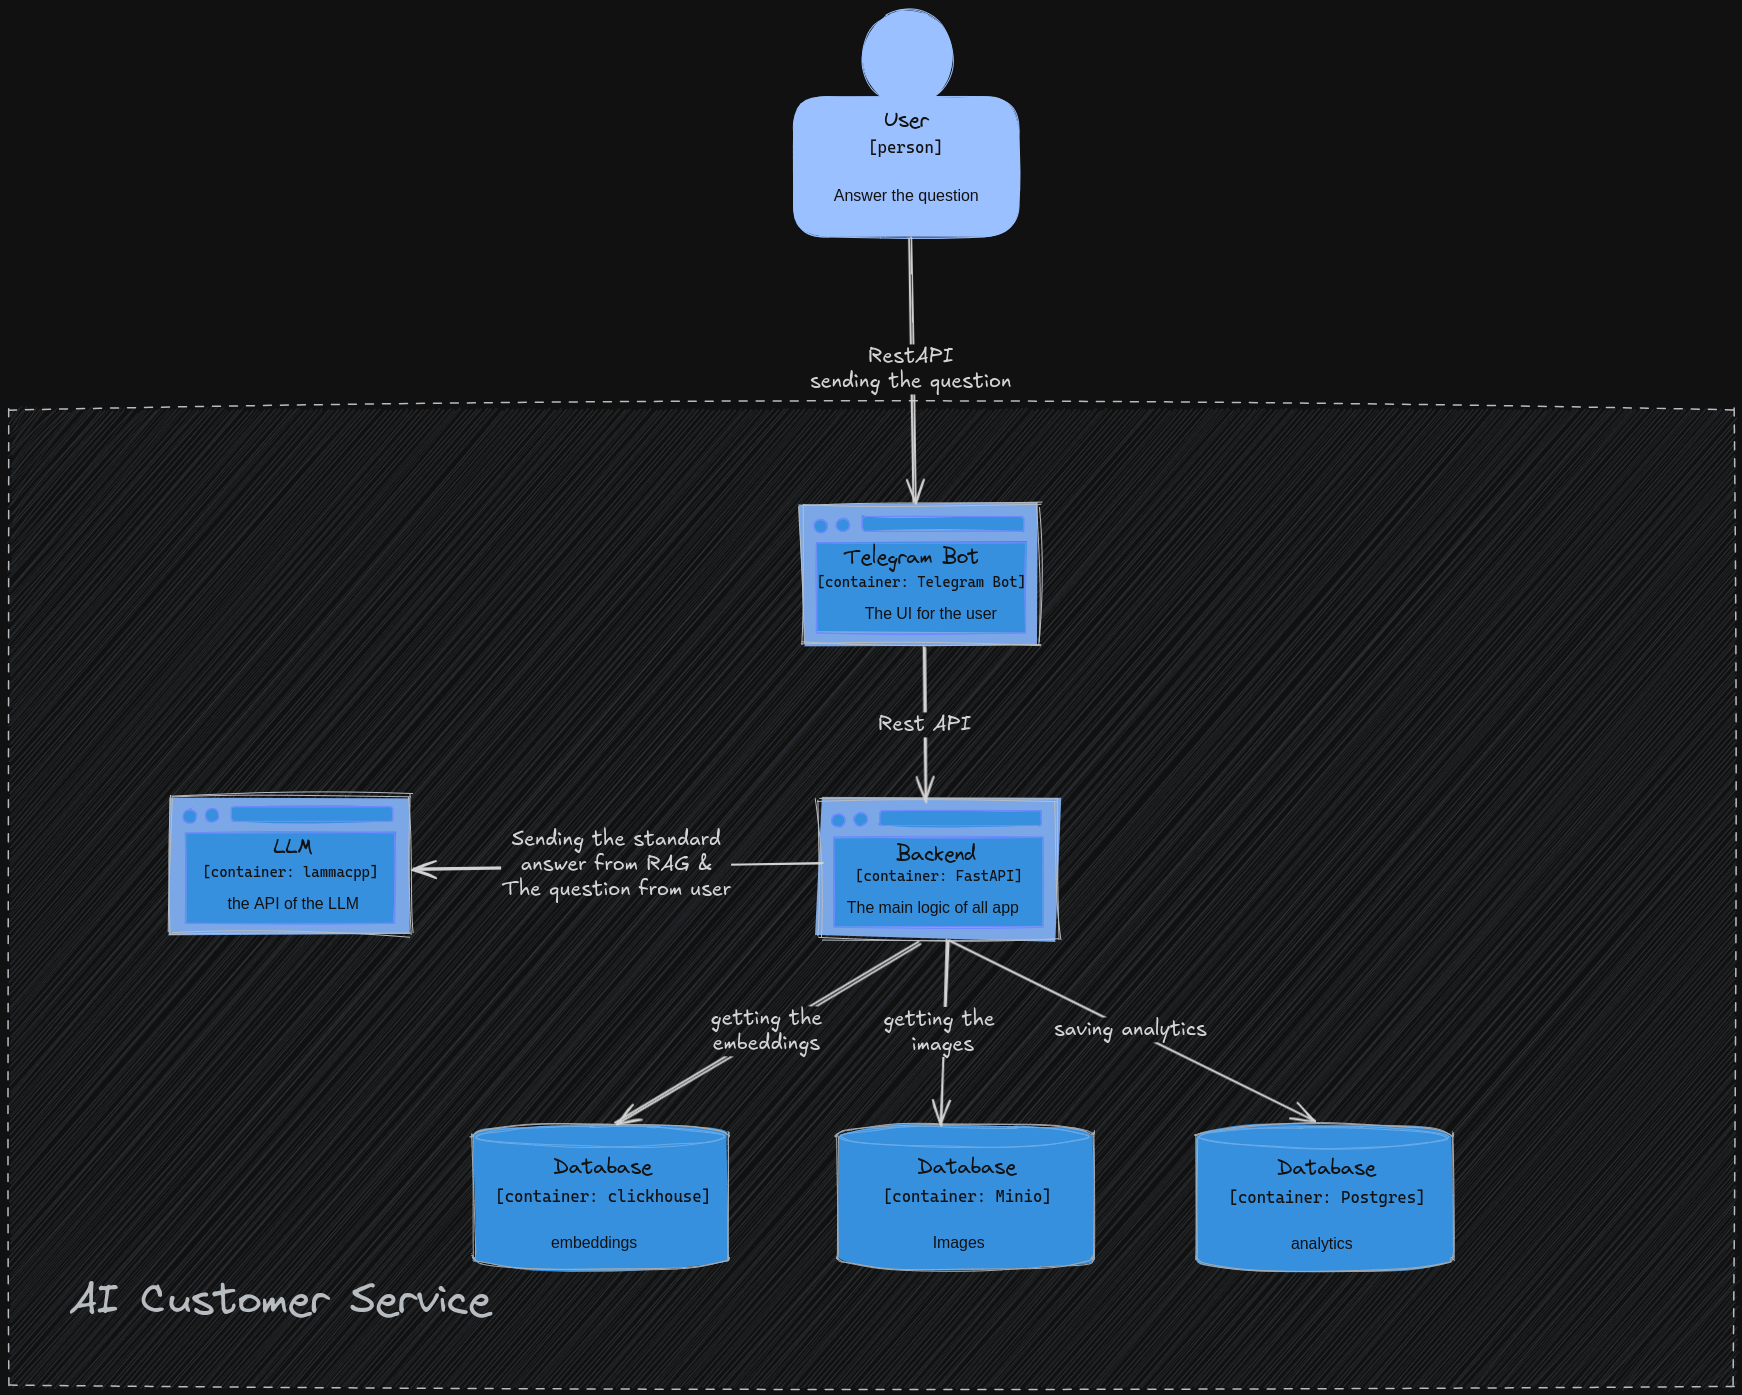 User
[person]
Answer the question
RestAPI
sending the question
Telegram Bot
[container: Telegram Bot]
The UI for the user
Rest API
LLM
[container: lammacpp]
the API of the LLM
Sending the standard
answer from RAG &
The question from user
Backend
[container: FastAPI]
The main logic of all app
getting the
embeddings
getting the
images
saving analytics
Database
[container: clickhouse]
embeddings
Database
[container: Minio]
Images
Database
[container: Postgres]
analytics
AI Customer Service